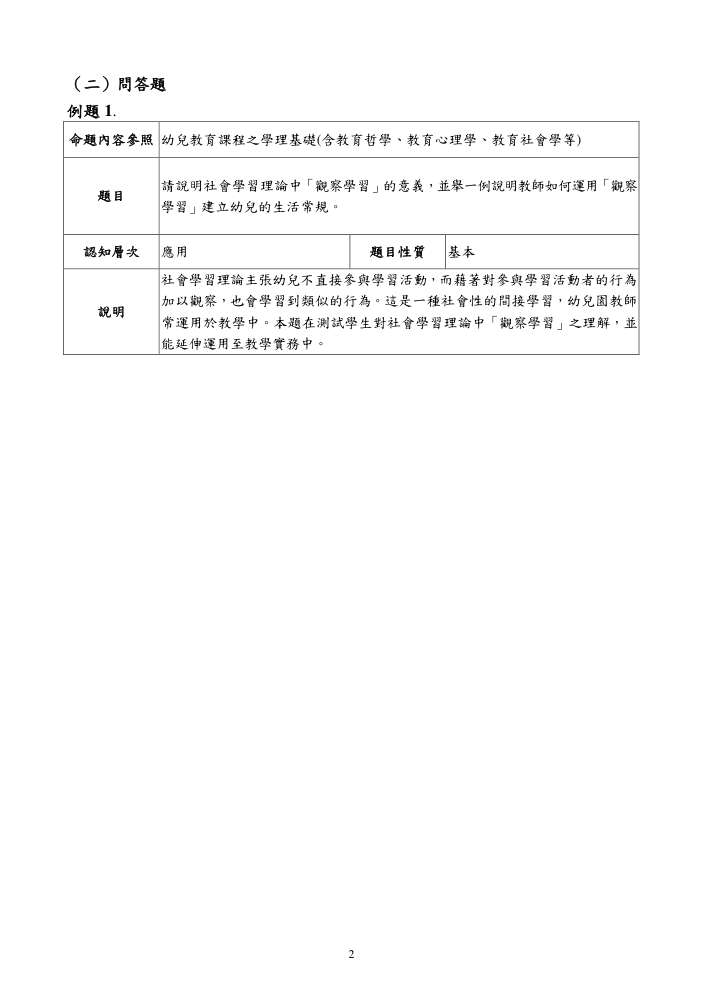 （二）問答題
例題 1.
命題內容參照 幼兒教育課程之學理基礎(含教育哲學、教育心理學、教育社會學等)
題目 請說明社會學習理論中「觀察學習」的意義，並舉一例說明教師如何運用「觀察
學習」建立幼兒的生活常規。
認知層次 應用 題目性質 基本
說明 社會學習理論主張幼兒不直接參與學習活動，而藉著對參與學習活動者的行為
加以觀察，也會學習到類似的行為。這是一種社會性的間接學習，幼兒園教師
常運用於教學中。本題在測試學生對社會學習理論中「觀察學習」之理解，並
能延伸運用至教學實務中。
2